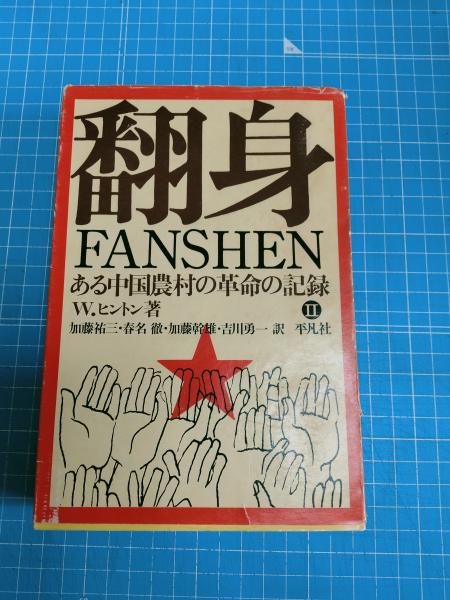 翻身
FANSHEN
ある中国農村の革命の記録
W.ヒントン著 II
加藤祐三・春名徹・加藤幹雄・吉川勇一 訳 平凡社